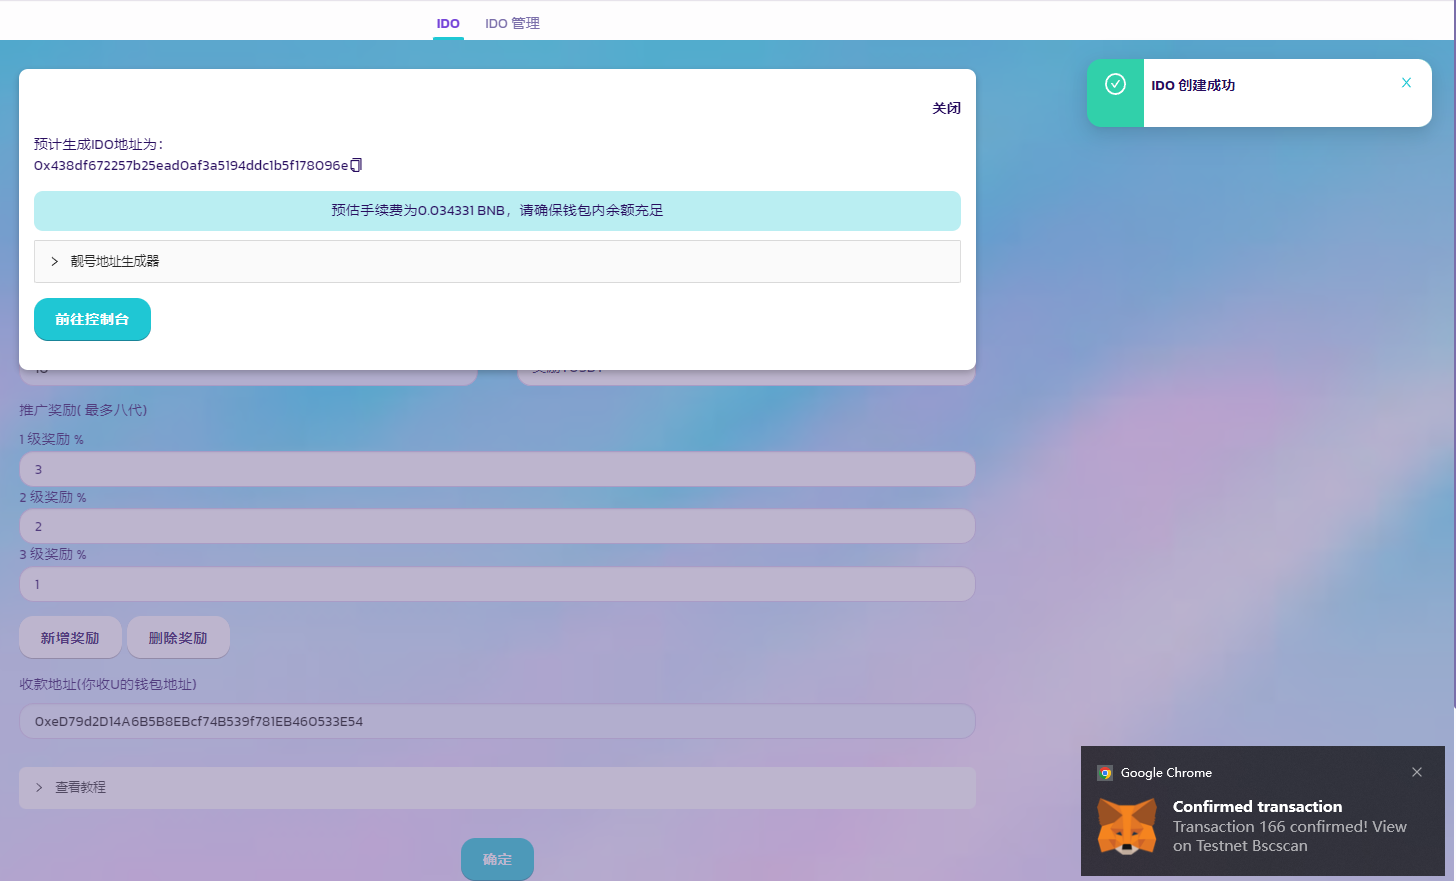 IDO
IDO 管理
IDO 创建成功
关闭
预计生成IDO地址为：
0x438df672257b25ead0af3a5194ddc1b5f178096e
预估手续费为0.034331 BNB，请确保钱包内余额充足
靓号地址生成器
前往控制台
推广奖励( 最多八代)
1 级奖励 %
3
2 级奖励 %
2
3 级奖励 %
1
新增奖励
删除奖励
收款地址(你收U的钱包地址)
0xeD79d2D14A6B5B8EBcf74B539f781EB460533E54
查看教程
确定
Google Chrome
Confirmed transaction
Transaction 166 confirmed! View
on Testnet Bscscan